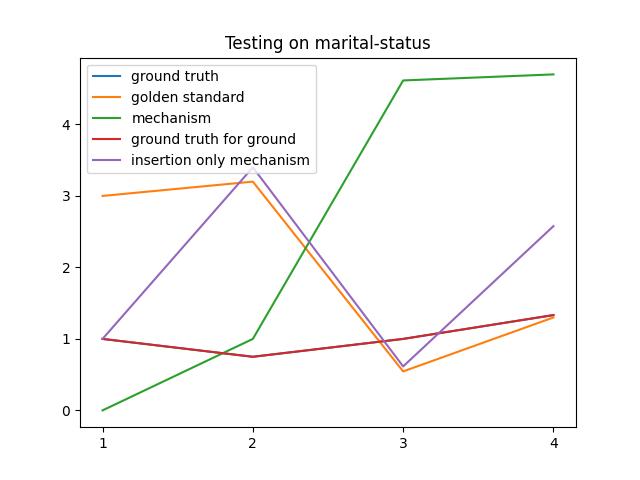 Testing on marital-status
ground truth
golden standard
mechanism
ground truth for ground
insertion only mechanism
4
3
2
1
0
1 2 3 4